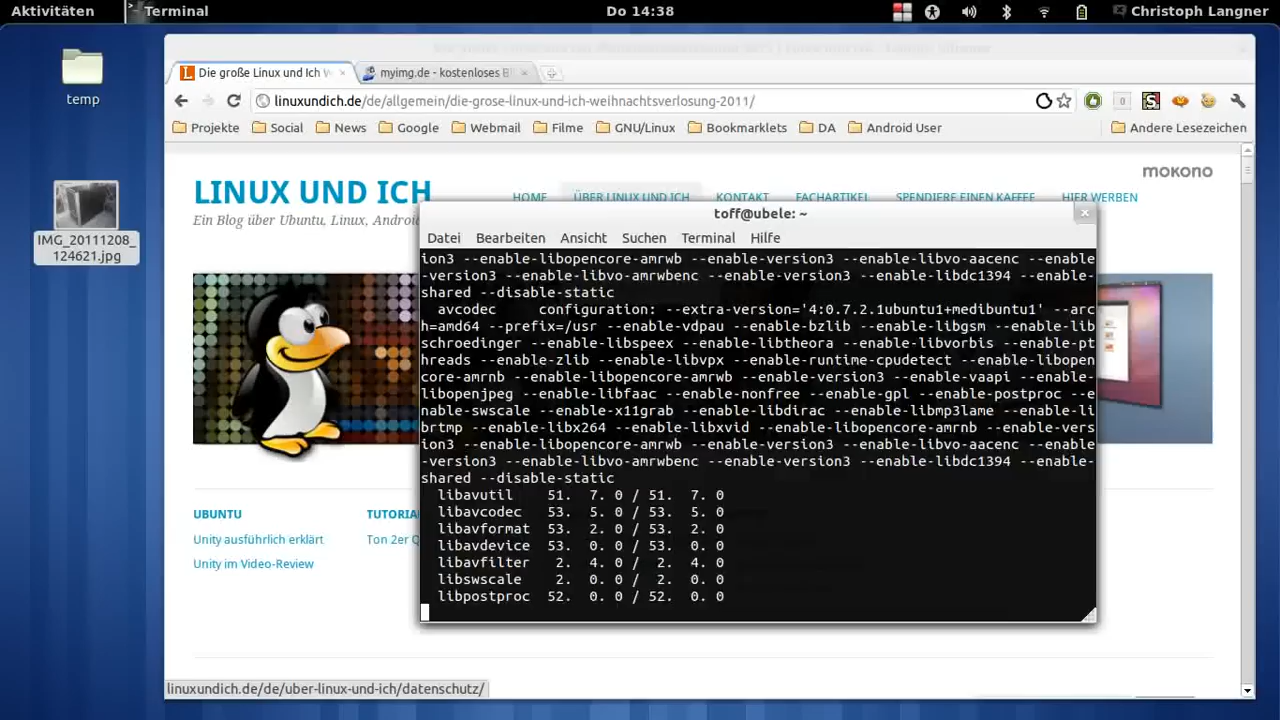 Aktivitäten
Terminal
Do 14:38
Christoph Langner
temp
IMG_20111208_
124621.jpg
Die große Linux und Ich W
myimg.de - kostenloses Bi
linuxundich.de/de/allgemein/die-grose-linux-und-ich-weihnachtsverlosung-2011/
0
Projekte
Social
News
Google
Webmail
Filme
GNU/Linux
Bookmarklets
DA
Android User
Andere Lesezeichen
mokono
LINUX UND ICH
Ein Blog über Ubuntu, Linux, Android
HOME
ÜBER LINUX UND ICH
KONTAKT
FACHARTIKEL
SPENDIERE EINEN KAFFEE
HIER WERBEN
toff@ubele: ~
Datei Bearbeiten Ansicht Suchen Terminal Hilfe
ion3 --enable-libopencore-amrwb --enable-version3 --enable-libvo-aacenc --enable
-version3 --enable-libvo-amrwbenc --enable-version3 --enable-libdc1394 --enable-
shared --disable-static
avcodec configuration: --extra-version='4:0.7.2.1ubuntu1+medibuntu1' --arc
h=amd64 --prefix=/usr --enable-vdpau --enable-bzlib --enable-libgsm --enable-lib
schroedinger --enable-libspeex --enable-libtheora --enable-libvorbis --enable-pt
hreads --enable-zlib --enable-libvpx --enable-runtime-cpudetect --enable-libopen
core-amrnb --enable-libopencore-amrwb --enable-version3 --enable-vaapi --enable-
libopenjpeg --enable-libfaac --enable-nonfree --enable-gpl --enable-postproc --e
nable-swscale --enable-x11grab --enable-libdirac --enable-libmp3lame --enable-li
brtmp --enable-libx264 --enable-libxvid --enable-libopencore-amrnb --enable-vers
ion3 --enable-libopencore-amrwb --enable-version3 --enable-libvo-aacenc --enable
-version3 --enable-libvo-amrwbenc --enable-version3 --enable-libdc1394 --enable-
shared --disable-static
libavutil 51. 7. 0 / 51. 7. 0
libavcodec 53. 5. 0 / 53. 5. 0
libavformat 53. 2. 0 / 53. 2. 0
libavdevice 53. 0. 0 / 53. 0. 0
libavfilter 2. 4. 0 / 2. 4. 0
libswscale 2. 0. 0 / 2. 0. 0
libpostproc 52. 0. 0 / 52. 0. 0
UBUNTU
Unity ausführlich erklärt
Unity im Video-Review
TUTORIA
Ton 2er Q
linuxundich.de/de/uber-linux-und-ich/datenschutz/